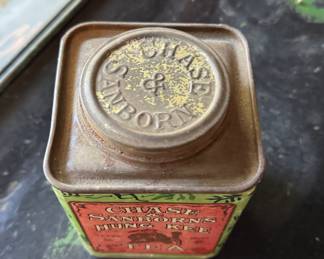 CHASE
&
SANBORN
CHASE
&
SANBORN'S
HUNG KEE
TEA